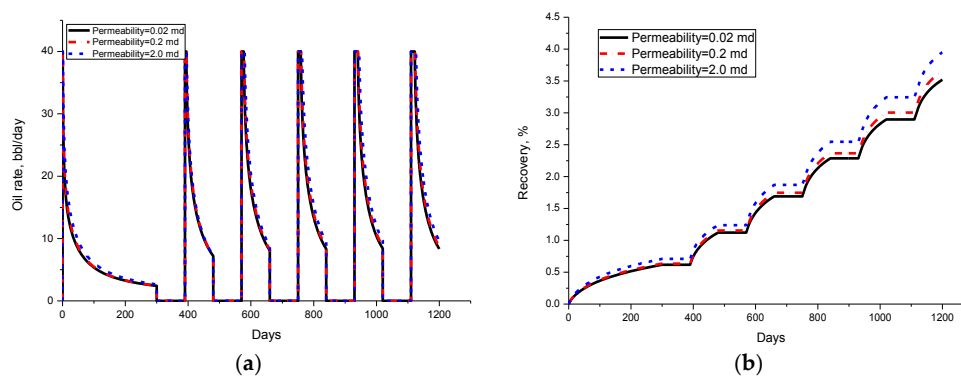 Permeability=0.02 md
Permeability=0.2 md
Permeability=2.0 md
Oil rate, bbl/day
40
30
20
10
0
0 200 400 600 800 1000 1200
Days
(a)
Permeability=0.02 md
Permeability=0.2 md
Permeability=2.0 md
Recovery, %
4.5
4.0
3.5
3.0
2.5
2.0
1.5
1.0
0.5
0.0
0 200 400 600 800 1000 1200
Days
(b)